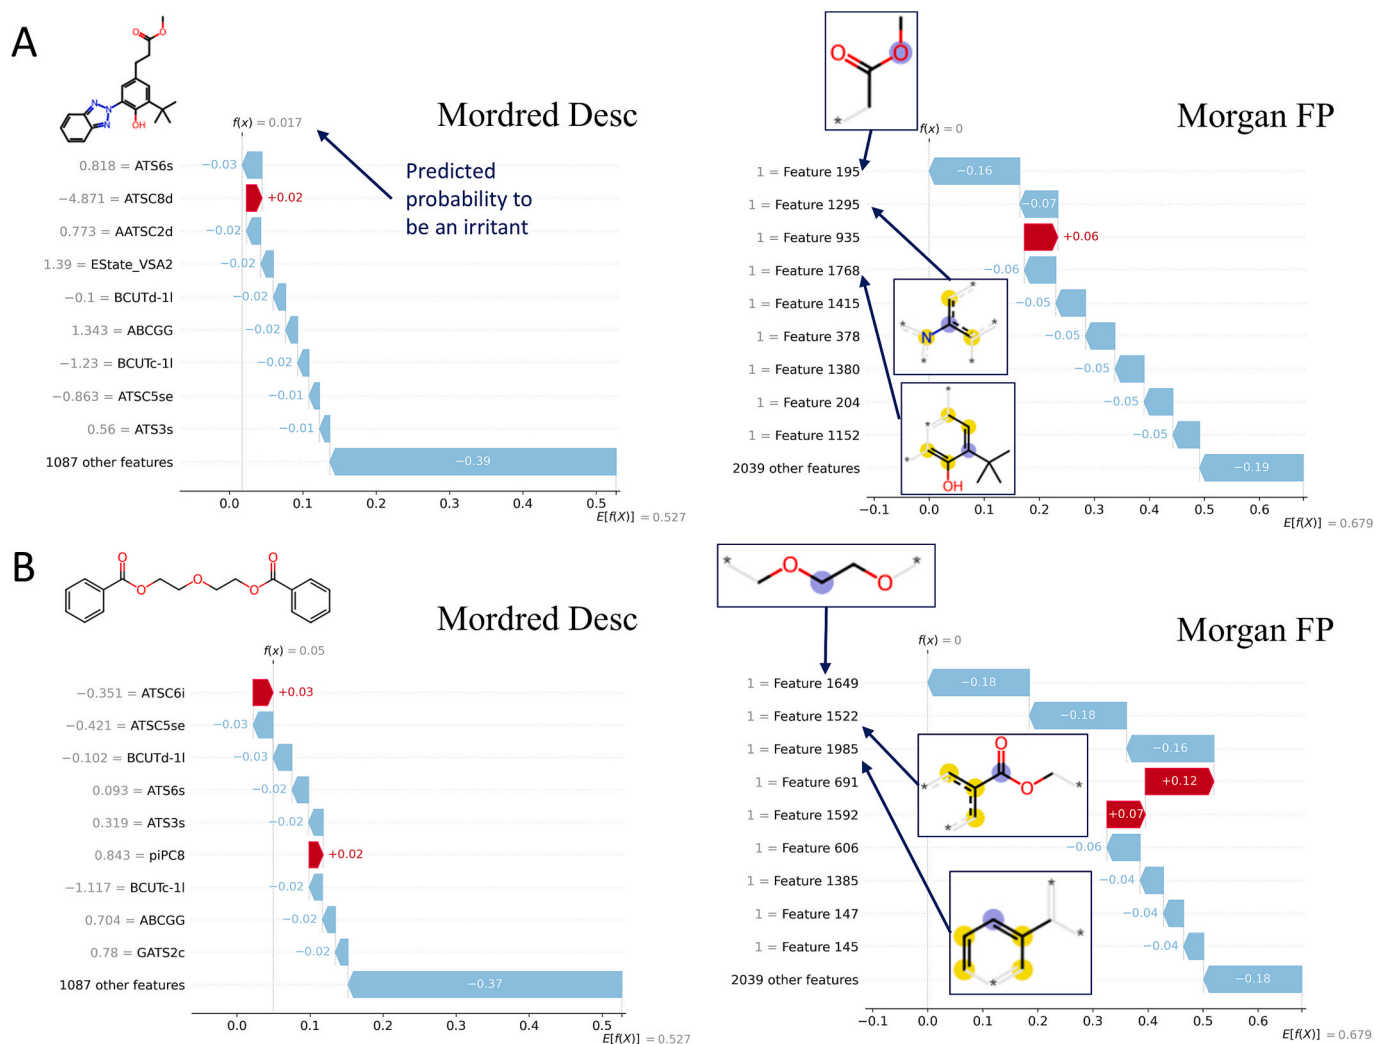 A
O
O
N
N
N
OH
Mordred Desc
f(x) = 0.017
Predicted
probability to
be an irritant
0.818 = ATS6s
−0.03
−4.871 = ATSC8d
+0.02
0.773 = AATSC2d
−0.02
1.39 = EState_VSA2
−0.02
−0.1 = BCUTd-1l
−0.02
1.343 = ABCGG
−0.02
−1.23 = BCUTc-1l
−0.02
−0.863 = ATSC5se
−0.01
0.56 = ATS3s
−0.01
1087 other features
−0.39
0.0 0.1 0.2 0.3 0.4 0.5
E[f(X)] = 0.527
O
O
*
Morgan FP
f(x) = 0
1 = Feature 195
−0.16
1 = Feature 1295
−0.07
1 = Feature 935
+0.06
1 = Feature 1768
−0.06
1 = Feature 1415
−0.05
1 = Feature 378
−0.05
1 = Feature 1380
−0.05
1 = Feature 204
−0.05
1 = Feature 1152
−0.05
2039 other features
−0.19
* * * N * *
* * * OH
−0.1 0.0 0.1 0.2 0.3 0.4 0.5 0.6
E[f(X)] = 0.679
B
O
O
O
O
O
Mordred Desc
f(x) = 0.05
−0.351 = ATSC6i
+0.03
−0.421 = ATSC5se
−0.03
−0.102 = BCUTd-1l
−0.03
0.093 = ATS6s
−0.02
0.319 = ATS3s
−0.02
0.843 = piPC8
+0.02
−1.117 = BCUTc-1l
−0.02
0.704 = ABCGG
−0.02
0.78 = GATS2c
−0.02
1087 other features
−0.37
0.0 0.1 0.2 0.3 0.4 0.5
E[f(X)] = 0.527
* O O *
Morgan FP
f(x) = 0
1 = Feature 1649
−0.18
1 = Feature 1522
−0.18
1 = Feature 1985
−0.16
1 = Feature 691
+0.12
1 = Feature 1592
+0.07
1 = Feature 606
−0.06
1 = Feature 1385
−0.04
1 = Feature 147
−0.04
1 = Feature 145
−0.04
2039 other features
−0.18
O
* O *
*
*
*
*
−0.1 0.0 0.1 0.2 0.3 0.4 0.5 0.6
E[f(X)] = 0.679